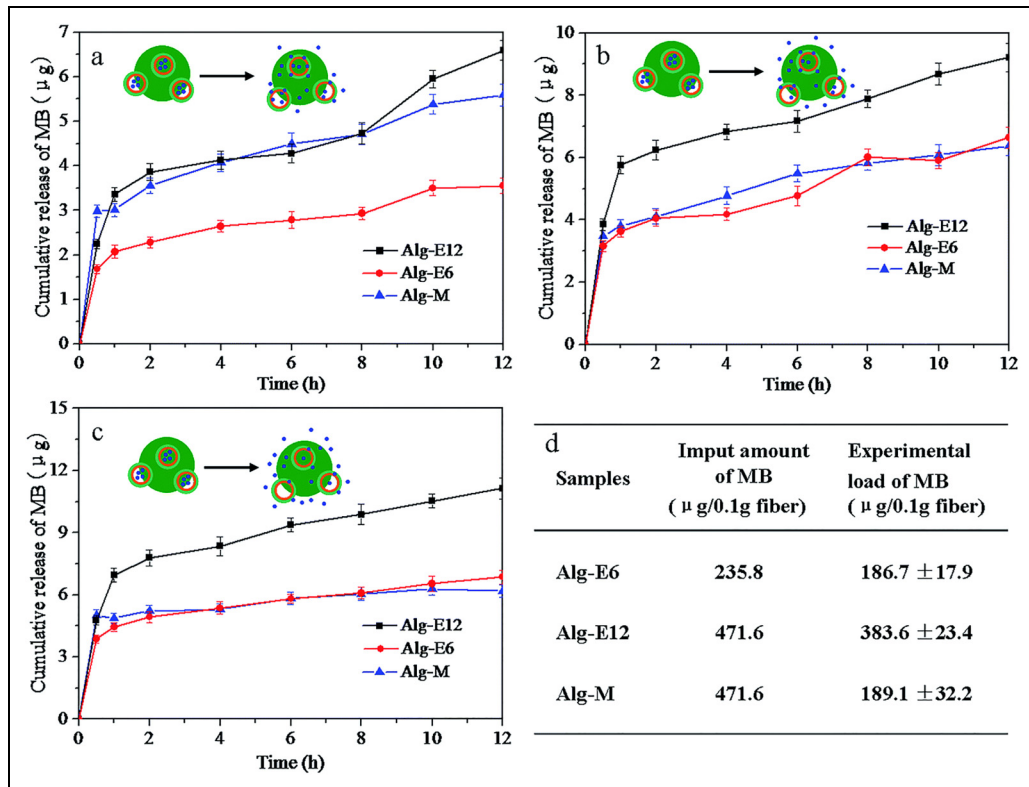 a
Cumulative release of MB ( μg )
7
6
5
4
3
2
1
0
0 2 4 6 8 10 12
Time (h)
Alg-E12
Alg-E6
Alg-M
b
Cumulative release of MB ( μg )
10
8
6
4
2
0
0 2 4 6 8 10 12
Time (h)
Alg-E12
Alg-E6
Alg-M
c
Cumulative release of MB ( μg )
15
12
9
6
3
0
0 2 4 6 8 10 12
Time (h)
Alg-E12
Alg-E6
Alg-M
d
Samples Imput amount of MB ( μg/0.1g fiber) Experimental load of MB ( μg/0.1g fiber)
Alg-E6 235.8 186.7 ±17.9
Alg-E12 471.6 383.6 ±23.4
Alg-M 471.6 189.1 ±32.2